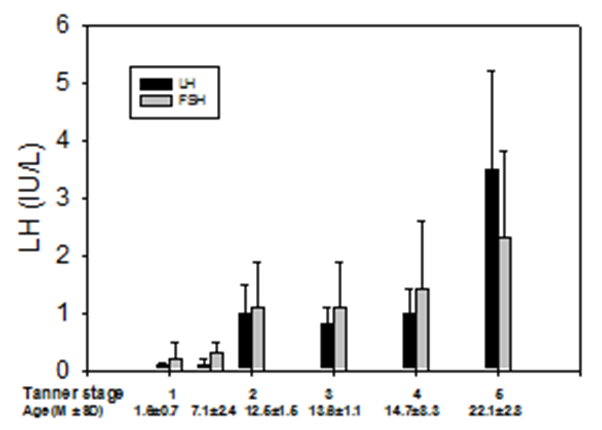 6
LH
FSH
5
4
3
2
1
0
LH (IU/L)
Tanner stage 1 2 3 4 5
Age (M ± SD) 1.6±0.7 7.1±2.4 12.5±1.5 13.8±1.1 14.7±3.3 22.1±2.8